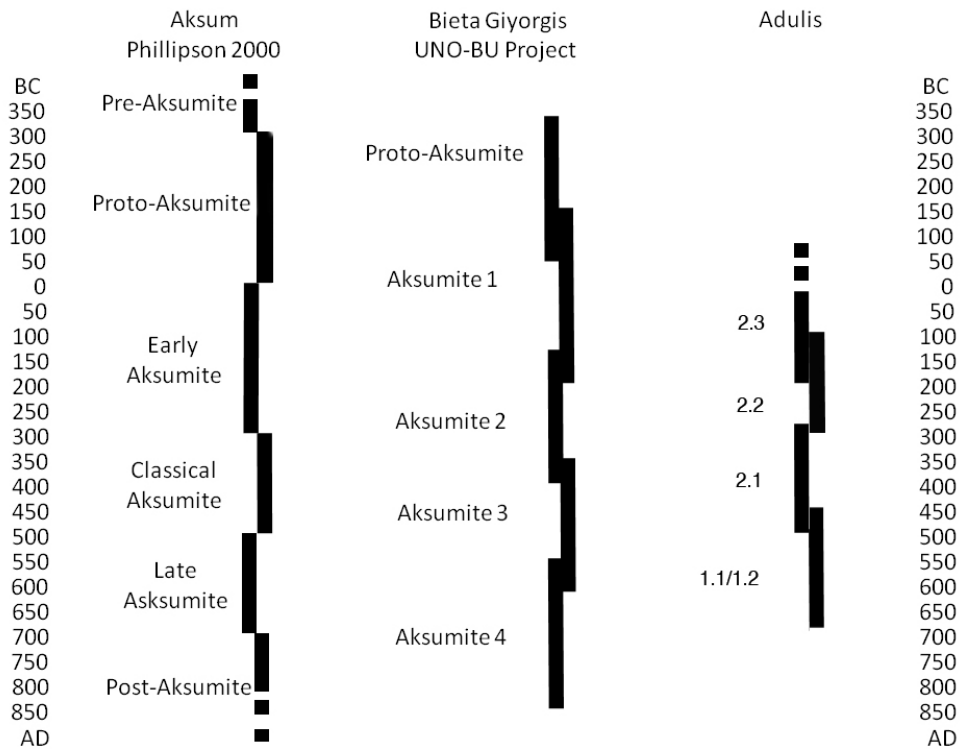 Aksum
Phillipson 2000
Bieta Giyorgis
UNO-BU Project
Adulis
BC
350
300
250
200
150
100
50
0
50
100
150
200
250
300
350
400
450
500
550
600
650
700
750
800
850
AD
Pre-Aksumite
Proto-Aksumite
Early
Aksumite
Classical
Aksumite
Late
Asksumite
Post-Aksumite
Proto-Aksumite
Aksumite 1
Aksumite 2
Aksumite 3
Aksumite 4
2.3
2.2
2.1
1.1/1.2
BC
350
300
250
200
150
100
50
0
50
100
150
200
250
300
350
400
450
500
550
600
650
700
750
800
850
AD